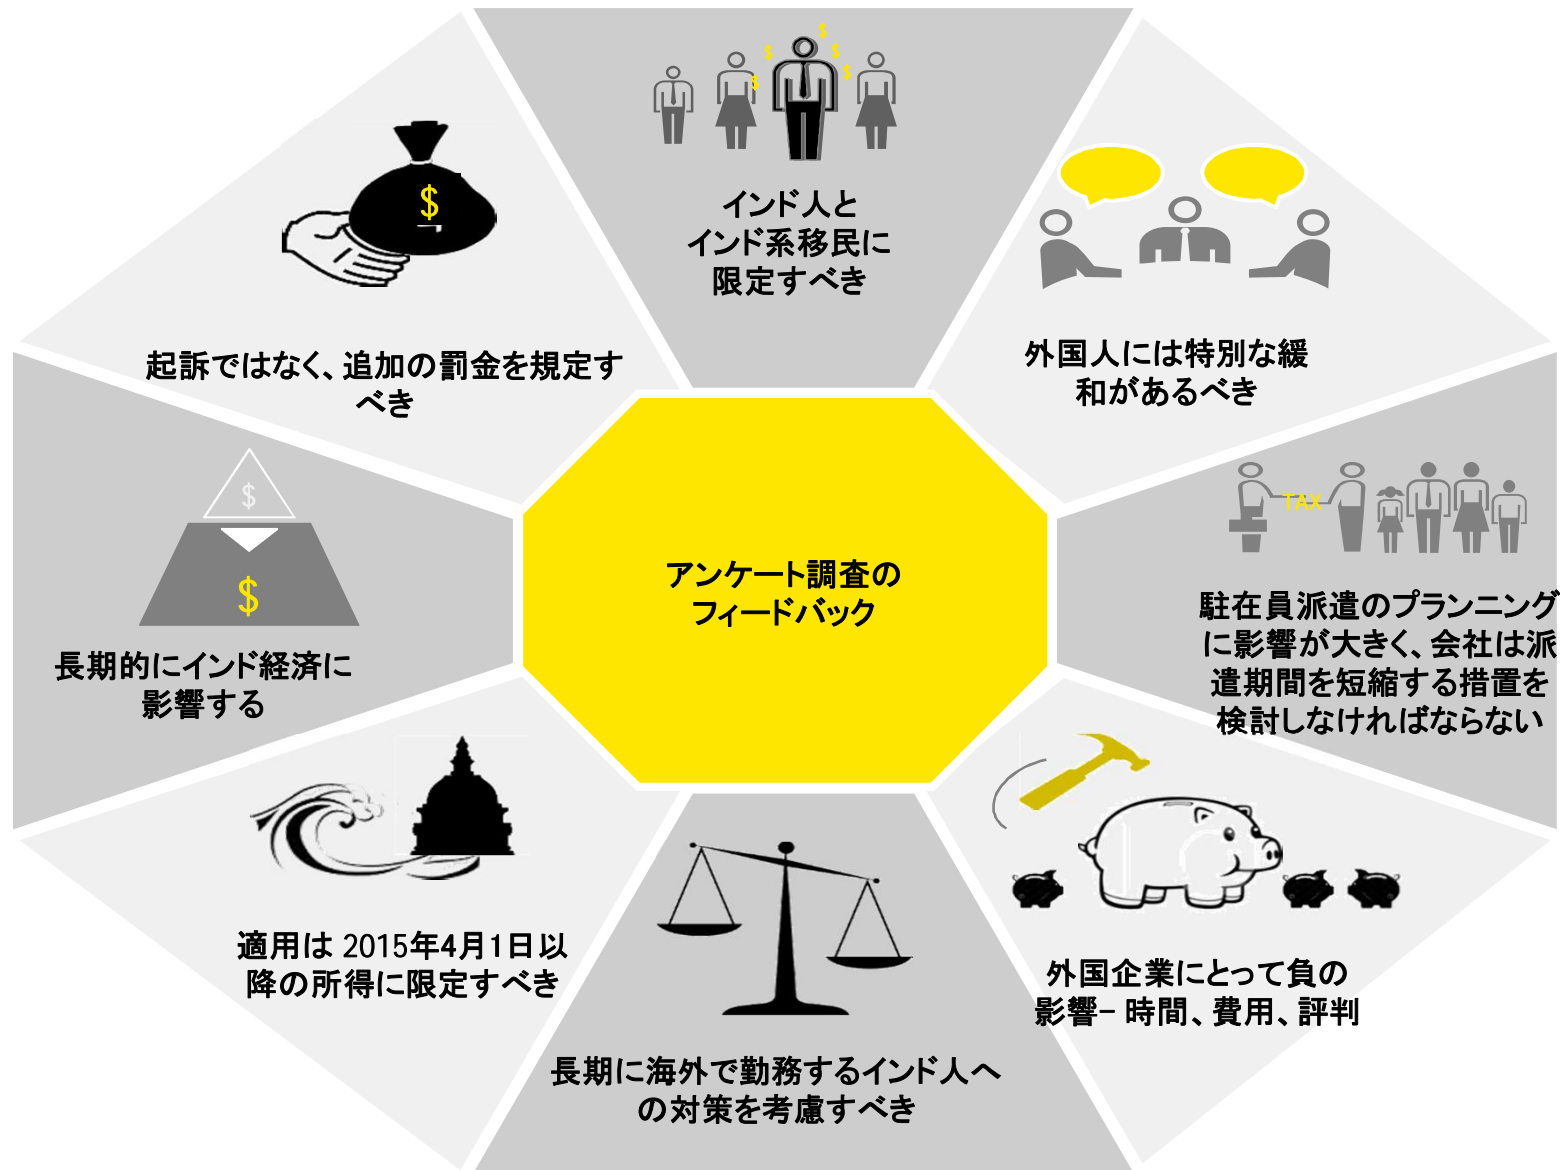 $
$
$
$
$
インド人と
インド系移民に
限定すべき
外国人には特別な緩
和があるべき
TAX
駐在員派遣のプランニング
に影響が大きく、会社は派
遣期間を短縮する措置を
検討しなければならない
外国企業にとって負の
影響– 時間、費用、評判
長期に海外で勤務するインド人へ
の対策を考慮すべき
適用は 2015年4月1日以
降の所得に限定すべき
$
$
長期的にインド経済に
影響する
$
起訴ではなく、追加の罰金を規定す
べき
アンケート調査の
フィードバック